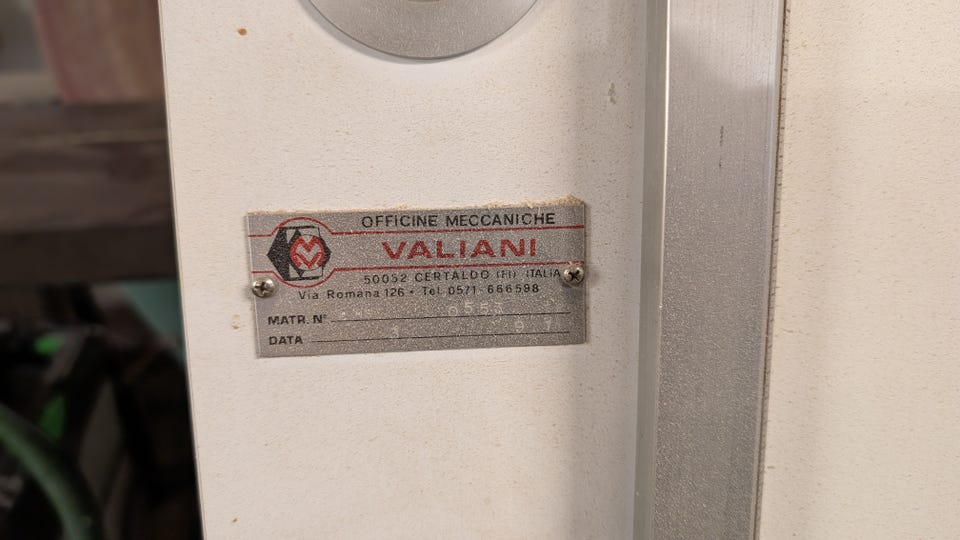 OFFICINE MECCANICHE
VALIANI
50052 CERTALDO (FI) ITALIA
Via Romana 126 • Tel. 0571-666598
MATR. N°
DATA